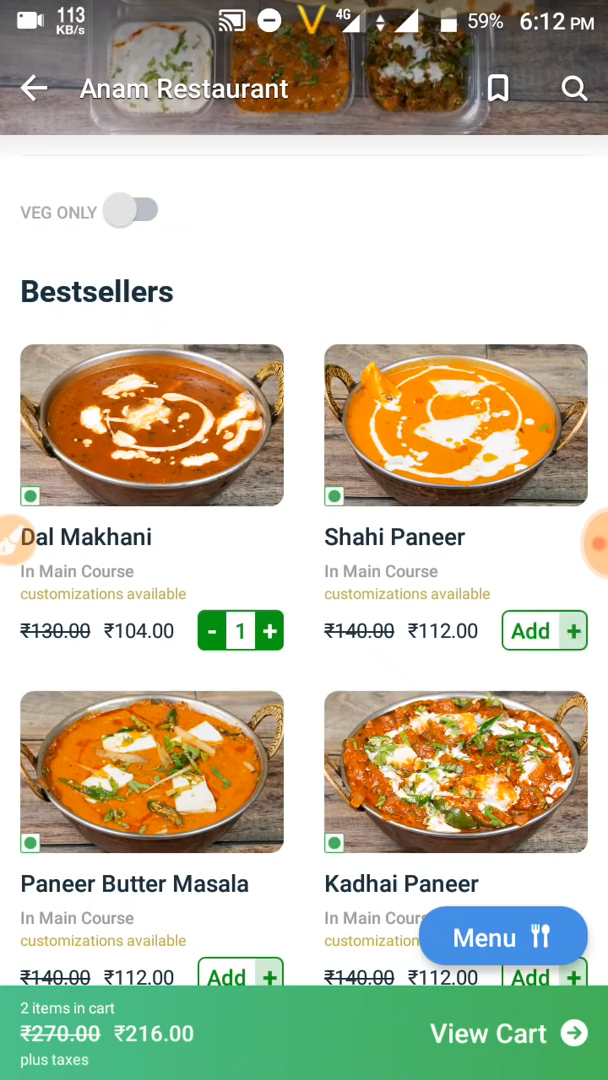 113 KB/s 4G 59% 6:12 PM
Anam Restaurant
VEG ONLY
Bestsellers
Dal Makhani
In Main Course
customizations available
₹130.00 ₹104.00 - 1 +
Shahi Paneer
In Main Course
customizations available
₹140.00 ₹112.00 Add +
Paneer Butter Masala
In Main Course
customizations available
₹140.00 ₹112.00 Add +
Kadhai Paneer
In Main Cour
customization
₹140.00 ₹112.00 Add +
Menu
2 items in cart
₹270.00 ₹216.00
plus taxes
View Cart